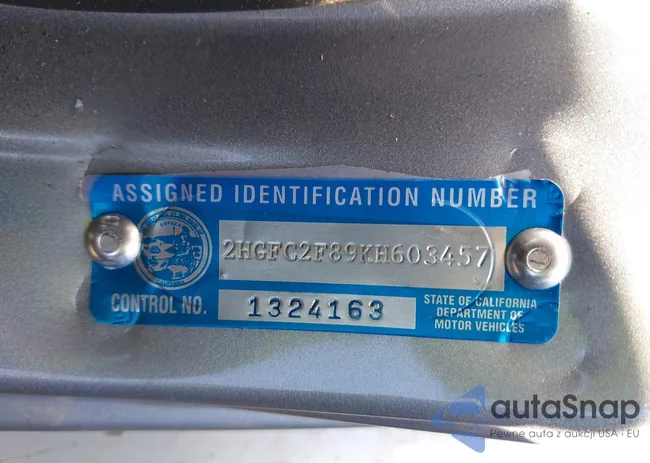 ASSIGNED IDENTIFICATION NUMBER
2HGFC2F89KH603457
CONTROL NO. 1324163
STATE OF CALIFORNIA
DEPARTMENT OF
MOTOR VEHICLES
autaSnap
Pewne auta z aukcji USA i EU